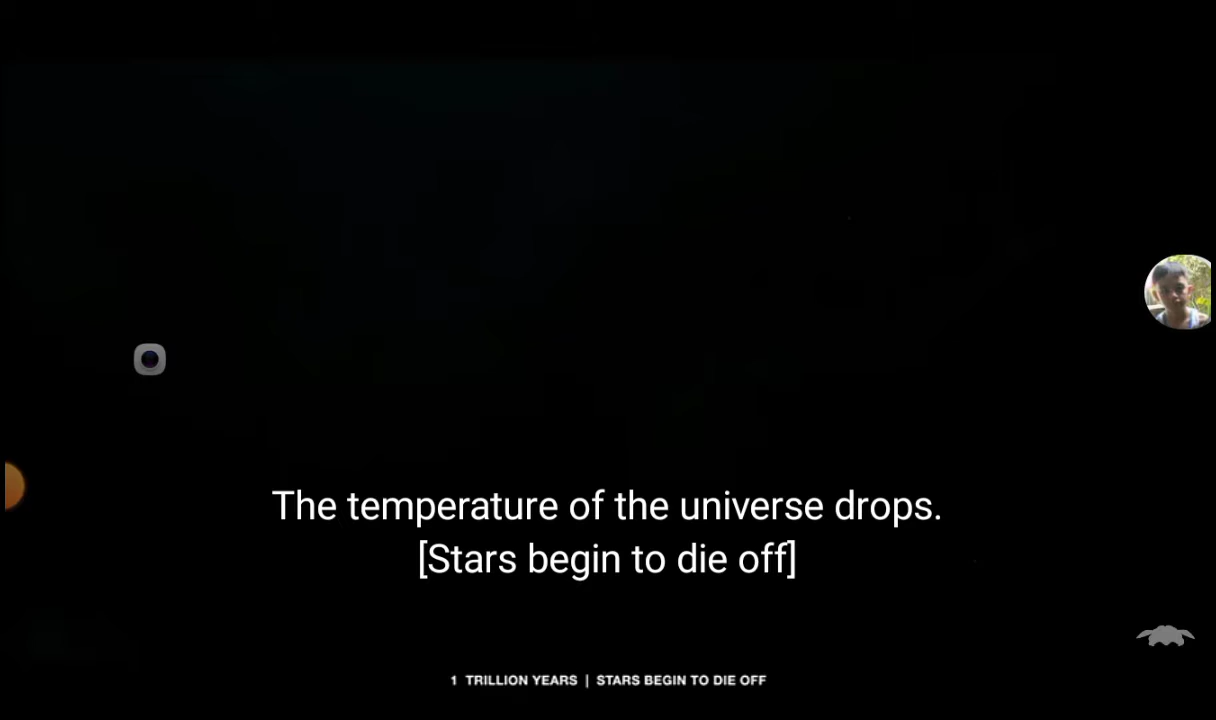 The temperature of the universe drops.
[Stars begin to die off]
1 TRILLION YEARS | STARS BEGIN TO DIE OFF